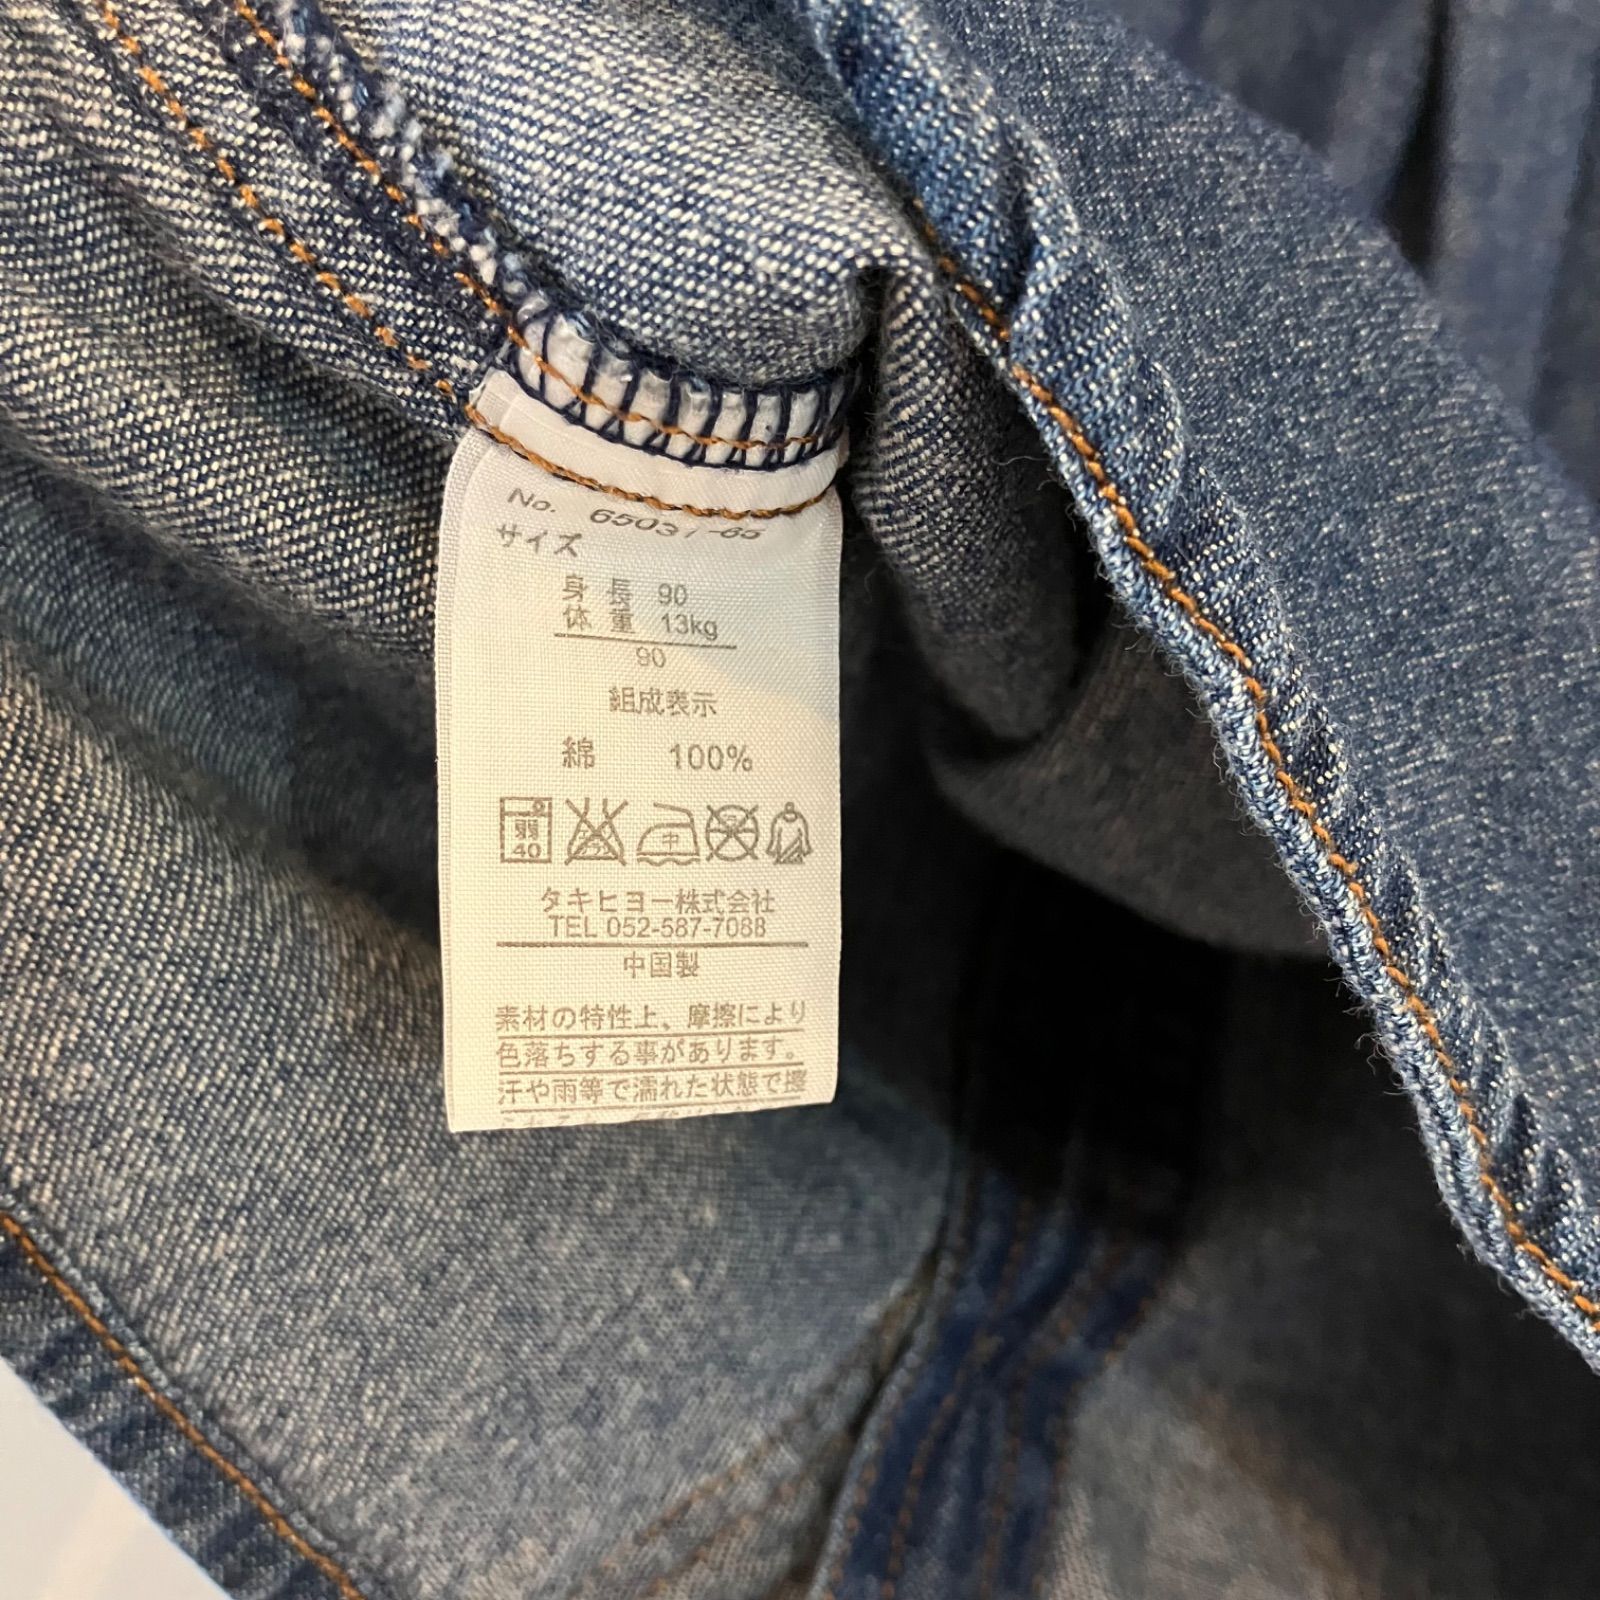 No. 65031-65
サイズ
身長 90
体重 13kg
90
組成表示
綿 100%
弱
40
中
タキヒヨー株式会社
TEL 052-587-7088
中国製
素材の特性上、摩擦により
色落ちする事があります。
汗や雨等で濡れた状態で擦